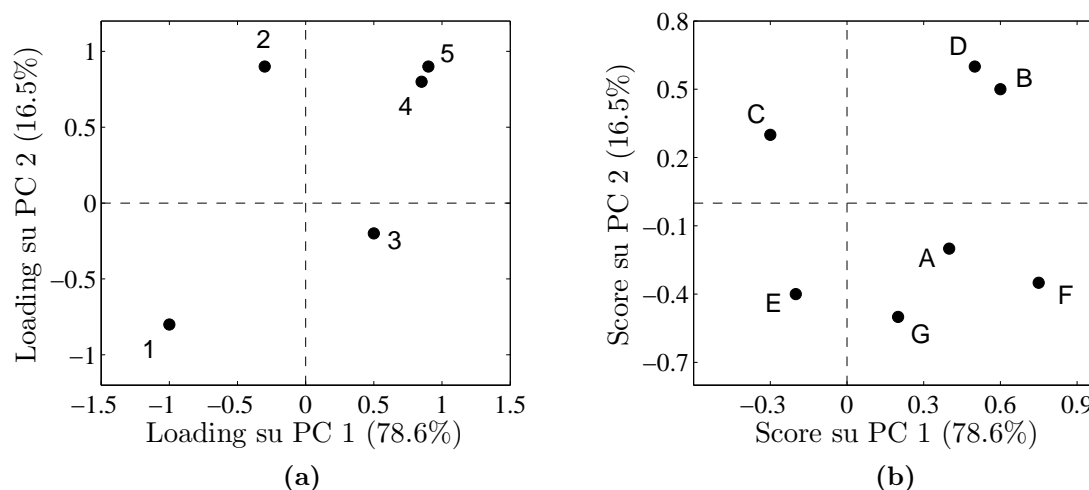 Loading su PC 2 (16.5%)
1
0.5
0
−0.5
−1
−1.5
−1
−0.5
0
0.5
1
1.5
Loading su PC 1 (78.6%)
2
5
4
3
1
(a)
Score su PC 2 (16.5%)
0.8
0.5
0.2
−0.1
−0.4
−0.7
−0.3
0
0.3
0.6
0.9
Score su PC 1 (78.6%)
D
B
C
A
E
F
G
(b)